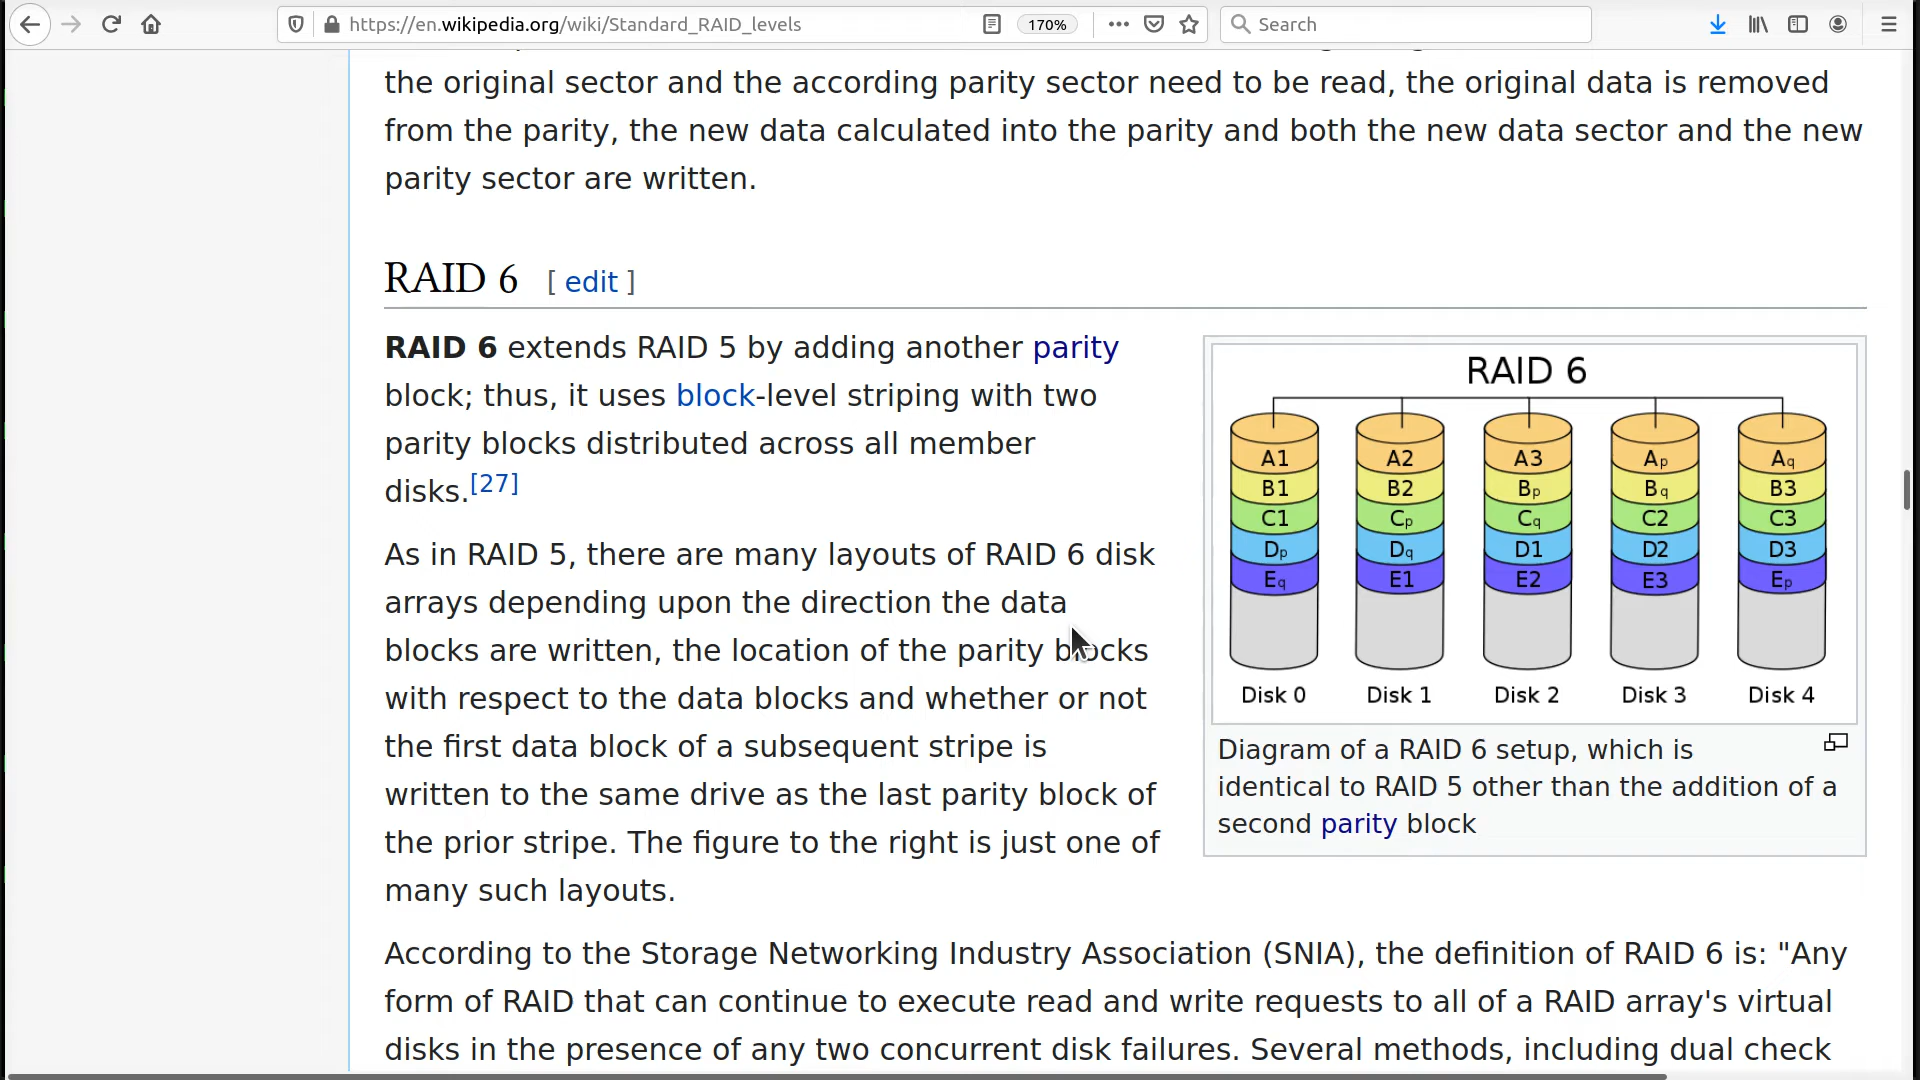 https://en.wikipedia.org/wiki/Standard_RAID_levels
170%
Search
the original sector and the according parity sector need to be read, the original data is removed
from the parity, the new data calculated into the parity and both the new data sector and the new
parity sector are written.
RAID 6 [ edit ]
RAID 6 extends RAID 5 by adding another parity
block; thus, it uses block-level striping with two
parity blocks distributed across all member
disks.[27]
As in RAID 5, there are many layouts of RAID 6 disk
arrays depending upon the direction the data
blocks are written, the location of the parity blocks
with respect to the data blocks and whether or not
the first data block of a subsequent stripe is
written to the same drive as the last parity block of
the prior stripe. The figure to the right is just one of
many such layouts.
RAID 6
A1 A2 A3 Ap Aq
B1 B2 Bp Bq B3
C1 Cp Cq C2 C3
Dp Dq D1 D2 D3
Eq E1 E2 E3 Ep
Disk 0 Disk 1 Disk 2 Disk 3 Disk 4
Diagram of a RAID 6 setup, which is
identical to RAID 5 other than the addition of a
second parity block
According to the Storage Networking Industry Association (SNIA), the definition of RAID 6 is: "Any
form of RAID that can continue to execute read and write requests to all of a RAID array's virtual
disks in the presence of any two concurrent disk failures. Several methods, including dual check